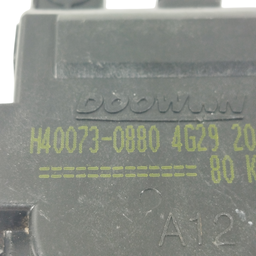 DOOWON
H40073-0880 4G29 20
============== 80 K
A12